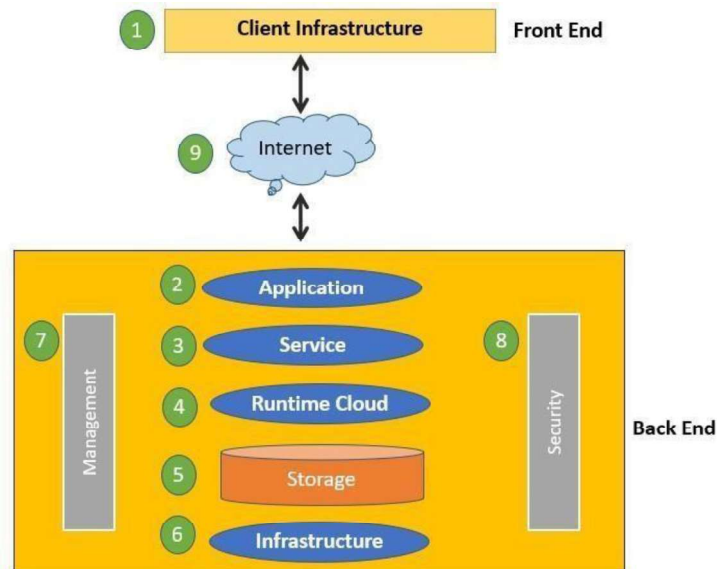 1 Client Infrastructure Front End
9 Internet
2 Application
7 3 Service 8
4 Runtime Cloud
Management Security Back End
5 Storage
6 Infrastructure